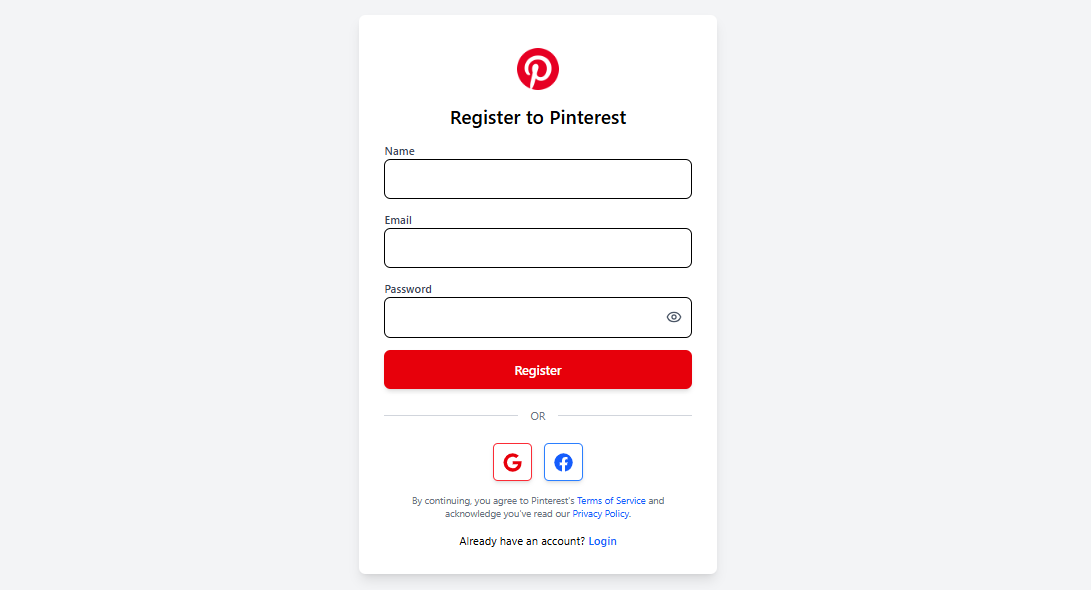 Register to Pinterest
Name
Email
Password
Register
OR
By continuing, you agree to Pinterest's Terms of Service and
acknowledge you've read our Privacy Policy.
Already have an account? Login